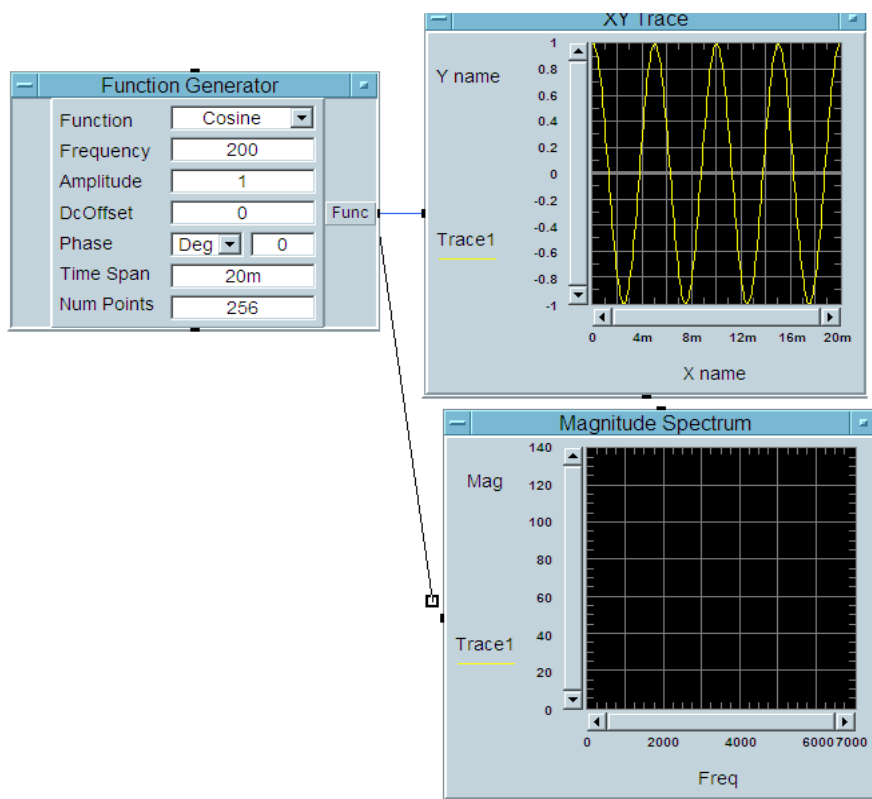 Function Generator
Function Cosine
Frequency 200
Amplitude 1
DcOffset 0
Phase Deg 0
Time Span 20m
Num Points 256
Func
XY Trace
Y name
Trace1
1
0.8
0.6
0.4
0.2
0
-0.2
-0.4
-0.6
-0.8
-1
0 4m 8m 12m 16m 20m
X name
Magnitude Spectrum
Mag
Trace1
140
120
100
80
60
40
20
0
0 2000 4000 6000 7000
Freq